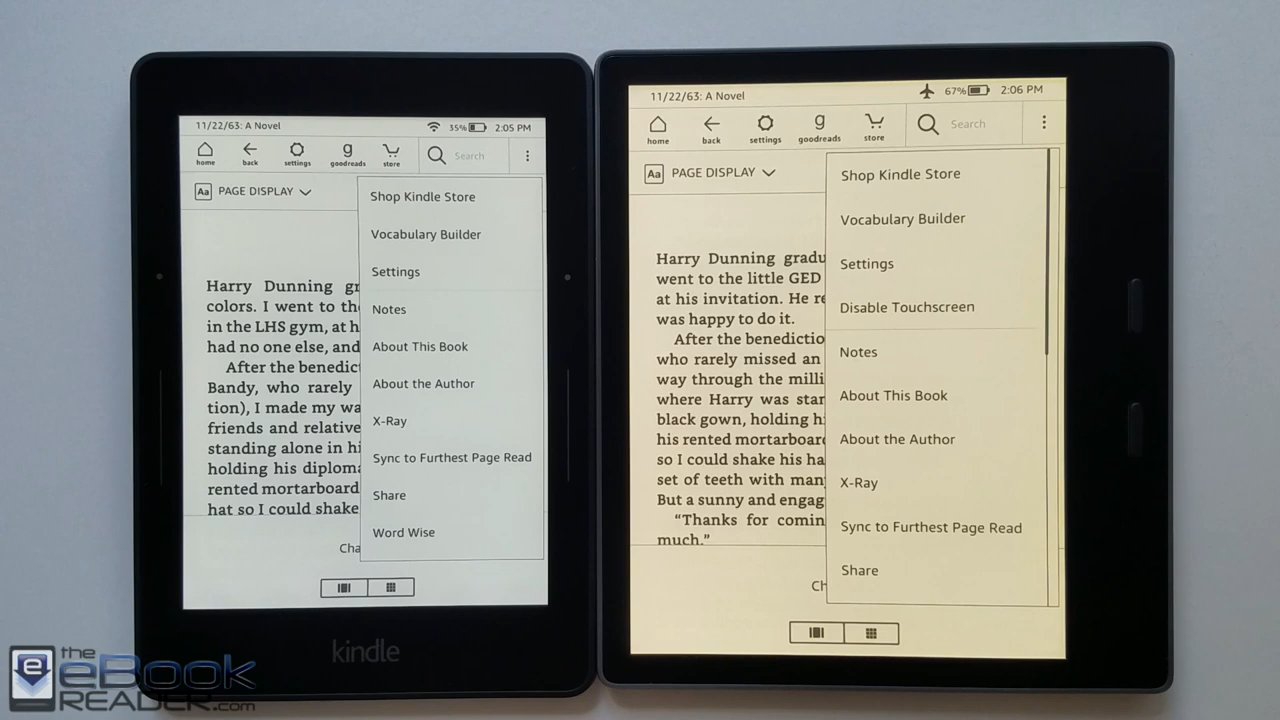 11/22/63: A Novel
35%
2:05 PM
home
back
settings
g
goodreads
store
Search
Aa
PAGE DISPLAY
Shop Kindle Store
Vocabulary Builder
Settings
Notes
About This Book
About the Author
X-Ray
Sync to Furthest Page Read
Share
Word Wise
Harry Dunning gr
colors. I went to the
in the LHS gym, at h
had no one else, and
After the benedict
Bandy, who rarely
tion), I made my wa
friends and relative
standing alone in hi
holding his diploma
rented mortarboard
hat so I could shake
Cha
kindle
11/22/63: A Novel
67%
2:06 PM
home
back
settings
g
goodreads
store
Search
Aa
PAGE DISPLAY
Shop Kindle Store
Vocabulary Builder
Settings
Disable Touchscreen
Notes
About This Book
About the Author
X-Ray
Sync to Furthest Page Read
Share
Harry Dunning gradu
went to the little GED
at his invitation. He re
was happy to do it.
After the benedictio
who rarely missed an
way through the milli
where Harry was stan
black gown, holding hi
his rented mortarboard
so I could shake his ha
set of teeth with many
But a sunny and engag
“Thanks for comin
much.”
Ch
e
the
eBook
READER.com